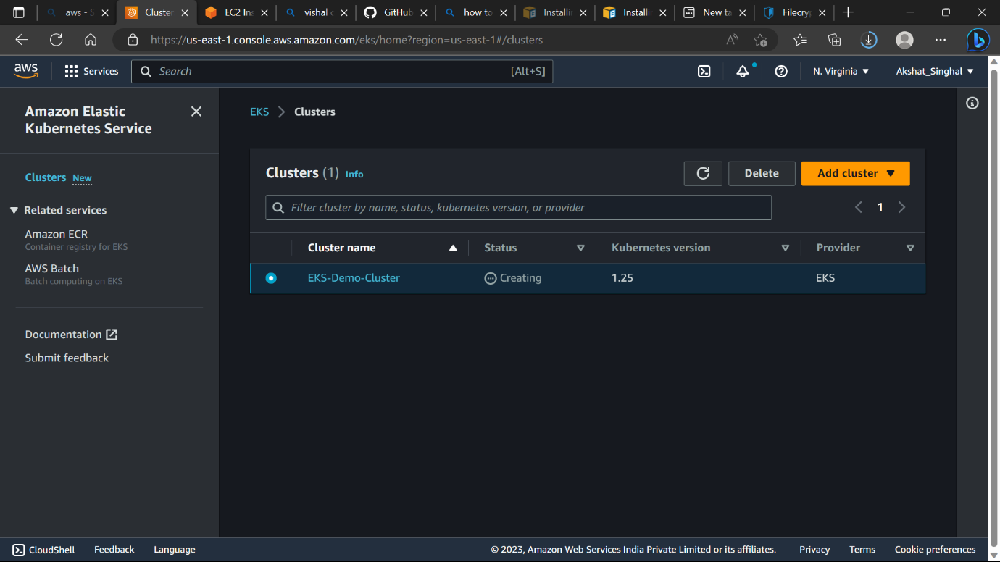 aws - S
Cluster
EC2 Ins
vishal
GitHub
how to
Installi
Installi
New ta
Filecry
https://us-east-1.console.aws.amazon.com/eks/home?region=us-east-1#/clusters
aws
Services
Search
[Alt+S]
N. Virginia
Akshat_Singhal
Amazon Elastic
Kubernetes Service
Clusters New
Related services
Amazon ECR
Container registry for EKS
AWS Batch
Batch computing on EKS
Documentation
Submit feedback
EKS
Clusters
Clusters (1) Info
Delete
Add cluster
Filter cluster by name, status, kubernetes version, or provider
1
Cluster name
Status
Kubernetes version
Provider
EKS-Demo-Cluster
Creating
1.25
EKS
CloudShell
Feedback
Language
© 2023, Amazon Web Services India Private Limited or its affiliates.
Privacy
Terms
Cookie preferences